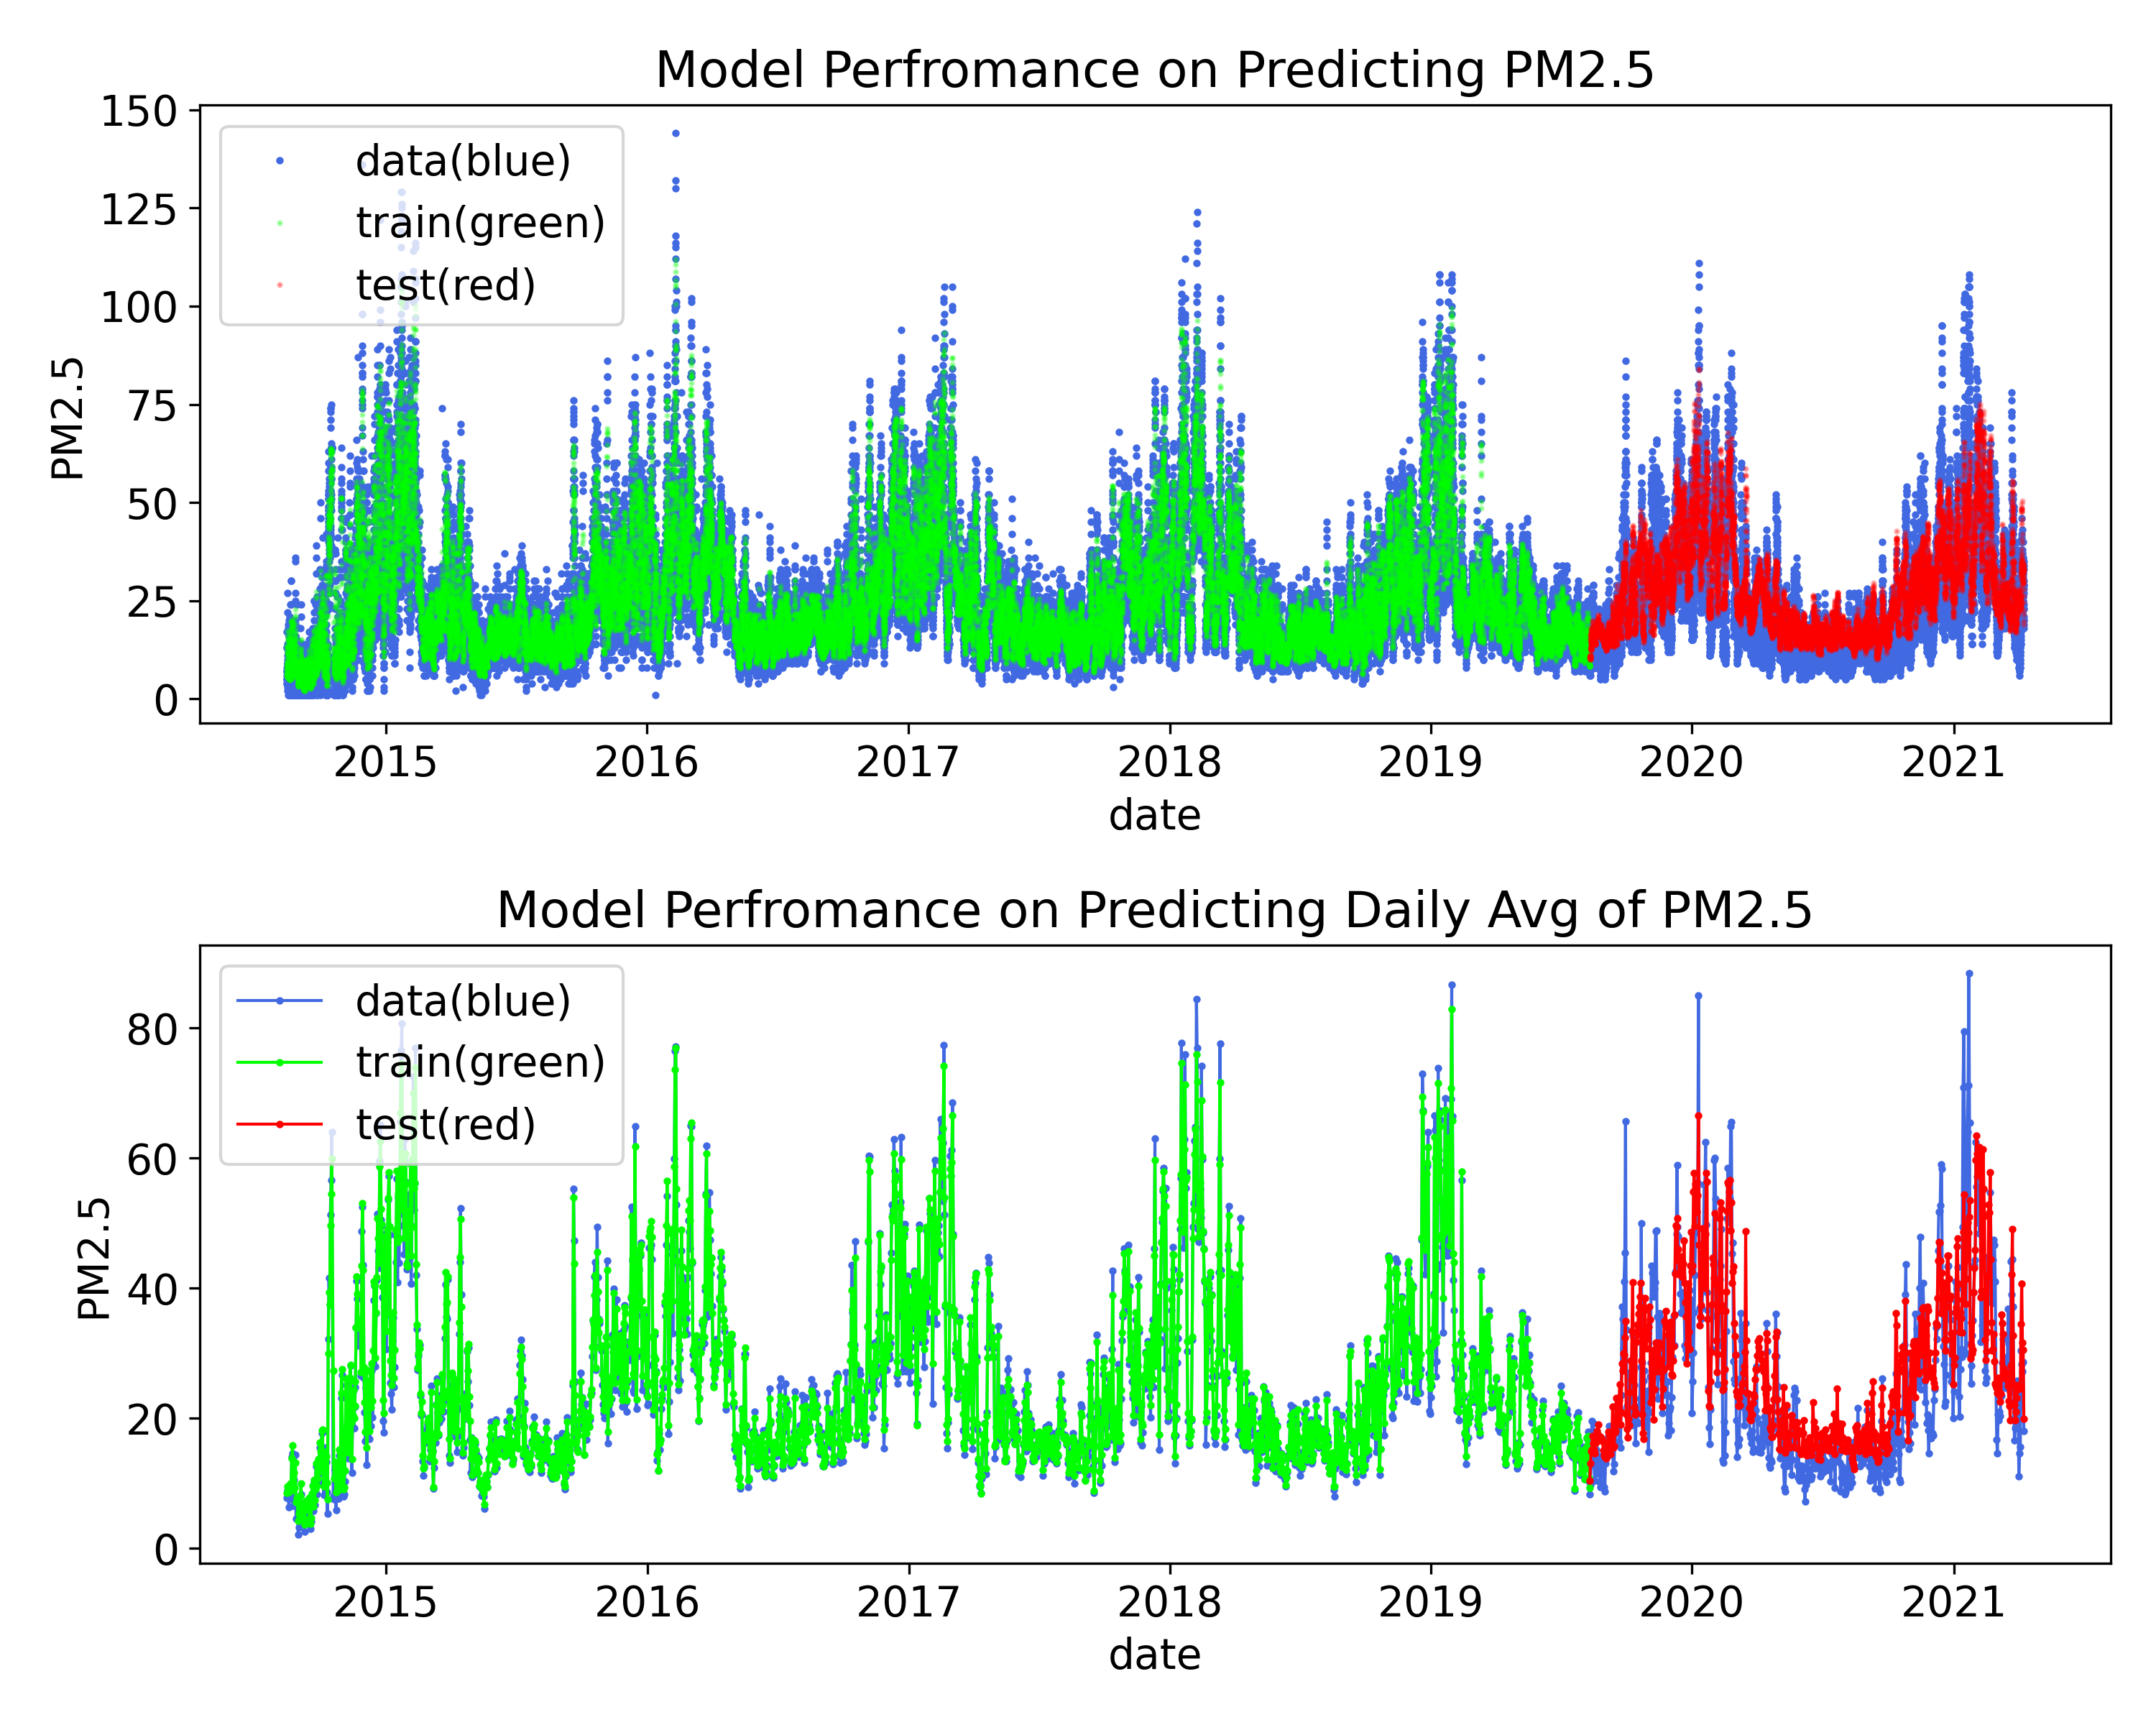 Model Perfromance on Predicting PM2.5
150
125
100
75
50
25
0
PM2.5
data(blue)
train(green)
test(red)
2015 2016 2017 2018 2019 2020 2021
date
Model Perfromance on Predicting Daily Avg of PM2.5
80
60
40
20
0
PM2.5
data(blue)
train(green)
test(red)
2015 2016 2017 2018 2019 2020 2021
date